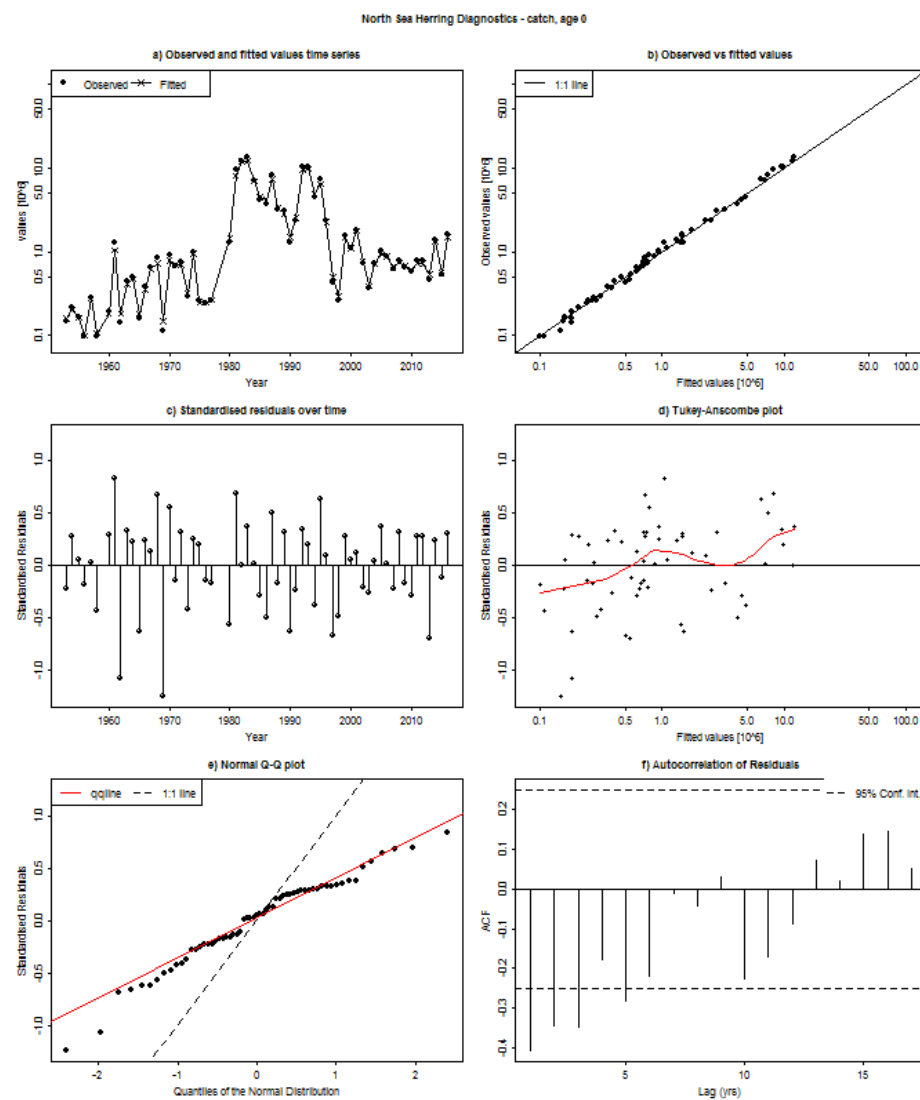 North Sea Herring Diagnostics - catch, age 0
a) Observed and fitted values time series
Observed Fitted
values [10^6]
50.0
10.0
5.0
1.0
0.5
0.1
1960 1970 1980 1990 2000 2010
Year
b) Observed vs fitted values
1:1 line
Observed values [10^6]
50.0
10.0
5.0
1.0
0.5
0.1
0.1 0.5 1.0 5.0 10.0 50.0 100.0
Fitted values [10^6]
c) Standardised residuals over time
Standardised Residuals
1.0
0.5
0.0
-0.5
-1.0
1960 1970 1980 1990 2000 2010
Year
d) Tukey-Anscombe plot
Standardised Residuals
1.0
0.5
0.0
-0.5
-1.0
0.1 0.5 1.0 5.0 10.0 50.0 100.0
Fitted values [10^6]
e) Normal Q-Q plot
qqline 1:1 line
Standardised Residuals
1.0
0.5
0.0
-0.5
-1.0
-2 -1 0 1 2
Quantiles of the Normal Distribution
f) Autocorrelation of Residuals
95% Conf. Int.
ACF
0.2
0.1
0.0
-0.1
-0.2
-0.3
-0.4
5 10 15
Lag (yrs)